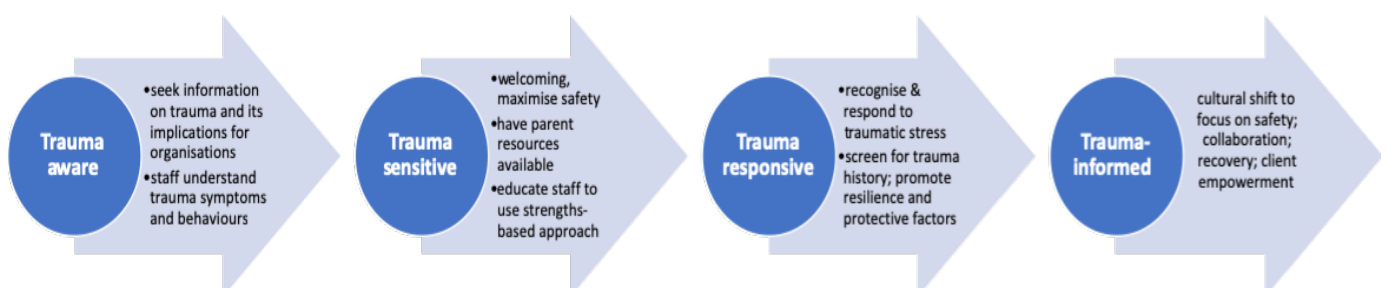 Trauma
aware
•seek information
on trauma and its
implications for
organisations
•staff understand
trauma symptoms
and behaviours
Trauma
sensitive
•welcoming,
maximise safety
•have parent
resources
available
•educate staff to
use strengths-
based approach
Trauma
responsive
•recognise &
respond to
traumatic stress
•screen for trauma
history; promote
resilience and
protective factors
Trauma-
informed
cultural shift to
focus on safety;
collaboration;
recovery; client
empowerment